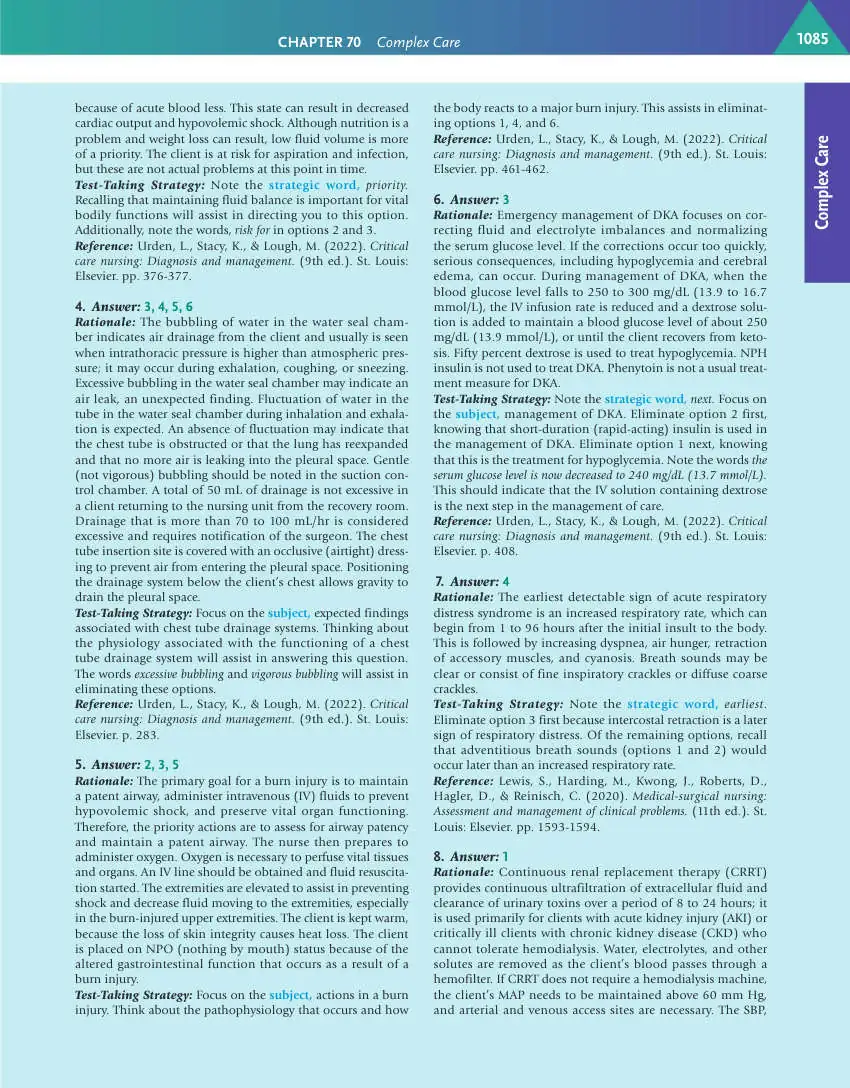 CHAPTER 70 Complex Care
1085
because of acute blood less. This state can result in decreased
cardiac output and hypovolemic shock. Although nutrition is a
problem and weight loss can result, low fluid volume is more
of a priority. The client is at risk for aspiration and infection,
but these are not actual problems at this point in time.
Test-Taking Strategy: Note the strategic word, priority.
Recalling that maintaining fluid balance is important for vital
bodily functions will assist in directing you to this option.
Additionally, note the words, risk for in options 2 and 3.
Reference: Urden, L., Stacy, K., & Lough, M. (2022). Critical
care nursing: Diagnosis and management. (9th ed.). St. Louis:
Elsevier. pp. 376-377.
4. Answer: 3, 4, 5, 6
Rationale: The bubbling of water in the water seal cham-
ber indicates air drainage from the client and usually is seen
when intrathoracic pressure is higher than atmospheric pres-
sure; it may occur during exhalation, coughing, or sneezing.
Excessive bubbling in the water seal chamber may indicate an
air leak, an unexpected finding. Fluctuation of water in the
tube in the water seal chamber during inhalation and exhala-
tion is expected. An absence of fluctuation may indicate that
the chest tube is obstructed or that the lung has reexpanded
and that no more air is leaking into the pleural space. Gentle
(not vigorous) bubbling should be noted in the suction con-
trol chamber. A total of 50 mL of drainage is not excessive in
a client returning to the nursing unit from the recovery room.
Drainage that is more than 70 to 100 mL/hr is considered
excessive and requires notification of the surgeon. The chest
tube insertion site is covered with an occlusive (airtight) dress-
ing to prevent air from entering the pleural space. Positioning
the drainage system below the client's chest allows gravity to
drain the pleural space.
Test-Taking Strategy: Focus on the subject, expected findings
associated with chest tube drainage systems. Thinking about
the physiology associated with the functioning of a chest
tube drainage system will assist in answering this question.
The words excessive bubbling and vigorous bubbling will assist in
eliminating these options.
Reference: Urden, L., Stacy, K., & Lough, M. (2022). Critical
care nursing: Diagnosis and management. (9th ed.). St. Louis:
Elsevier. p. 283.
5. Answer: 2, 3, 5
Rationale: The primary goal for a burn injury is to maintain
a patent airway, administer intravenous (IV) fluids to prevent
hypovolemic shock, and preserve vital organ functioning.
Therefore, the priority actions are to assess for airway patency
and maintain a patent airway. The nurse then prepares to
administer oxygen. Oxygen is necessary to perfuse vital tissues
and organs. An IV line should be obtained and fluid resuscita-
tion started. The extremities are elevated to assist in preventing
shock and decrease fluid moving to the extremities, especially
in the burn-injured upper extremities. The client is kept warm,
because the loss of skin integrity causes heat loss. The client
is placed on NPO (nothing by mouth) status because of the
altered gastrointestinal function that occurs as a result of a
burn injury.
Test-Taking Strategy: Focus on the subject, actions in a burn
injury. Think about the pathophysiology that occurs and how
the body reacts to a major burn injury. This assists in eliminat-
ing options 1, 4, and 6.
Reference: Urden, L., Stacy, K., & Lough, M. (2022). Critical
care nursing: Diagnosis and management. (9th ed.). St. Louis:
Elsevier. pp. 461-462.
6. Answer: 3
Rationale: Emergency management of DKA focuses on cor-
recting fluid and electrolyte imbalances and normalizing
the serum glucose level. If the corrections occur too quickly,
serious consequences, including hypoglycemia and cerebral
edema, can occur. During management of DKA, when the
blood glucose level falls to 250 to 300 mg/dL (13.9 to 16.7
mmol/L), the IV infusion rate is reduced and a dextrose solu-
tion is added to maintain a blood glucose level of about 250
mg/dL (13.9 mmol/L), or until the client recovers from keto-
sis. Fifty percent dextrose is used to treat hypoglycemia. NPH
insulin is not used to treat DKA. Phenytoin is not a usual treat-
ment measure for DKA.
Test-Taking Strategy: Note the strategic word, next. Focus on
the subject, management of DKA. Eliminate option 2 first,
knowing that short-duration (rapid-acting) insulin is used in
the management of DKA. Eliminate option 1 next, knowing
that this is the treatment for hypoglycemia. Note the words the
serum glucose level is now decreased to 240 mg/dL (13.7 mmol/L).
This should indicate that the IV solution containing dextrose
is the next step in the management of care.
Reference: Urden, L., Stacy, K., & Lough, M. (2022). Critical
care nursing: Diagnosis and management. (9th ed.). St. Louis:
Elsevier. p. 408.
7. Answer: 4
Rationale: The earliest detectable sign of acute respiratory
distress syndrome is an increased respiratory rate, which can
begin from 1 to 96 hours after the initial insult to the body.
This is followed by increasing dyspnea, air hunger, retraction
of accessory muscles, and cyanosis. Breath sounds may be
clear or consist of fine inspiratory crackles or diffuse coarse
crackles.
Test-Taking Strategy: Note the strategic word, earliest.
Eliminate option 3 first because intercostal retraction is a later
sign of respiratory distress. Of the remaining options, recall
that adventitious breath sounds (options 1 and 2) would
occur later than an increased respiratory rate.
Reference: Lewis, S., Harding, M., Kwong, J., Roberts, D.,
Hagler, D., & Reinisch, C. (2020). Medical-surgical nursing:
Assessment and management of clinical problems. (11th ed.). St.
Louis: Elsevier. pp. 1593-1594.
8. Answer: 1
Rationale: Continuous renal replacement therapy (CRRT)
provides continuous ultrafiltration of extracellular fluid and
clearance of urinary toxins over a period of 8 to 24 hours; it
is used primarily for clients with acute kidney injury (AKI) or
critically ill clients with chronic kidney disease (CKD) who
cannot tolerate hemodialysis. Water, electrolytes, and other
solutes are removed as the client's blood passes through a
hemofilter. If CRRT does not require a hemodialysis machine,
the client's MAP needs to be maintained above 60 mm Hg,
and arterial and venous access sites are necessary. The SBP,
Complex Care